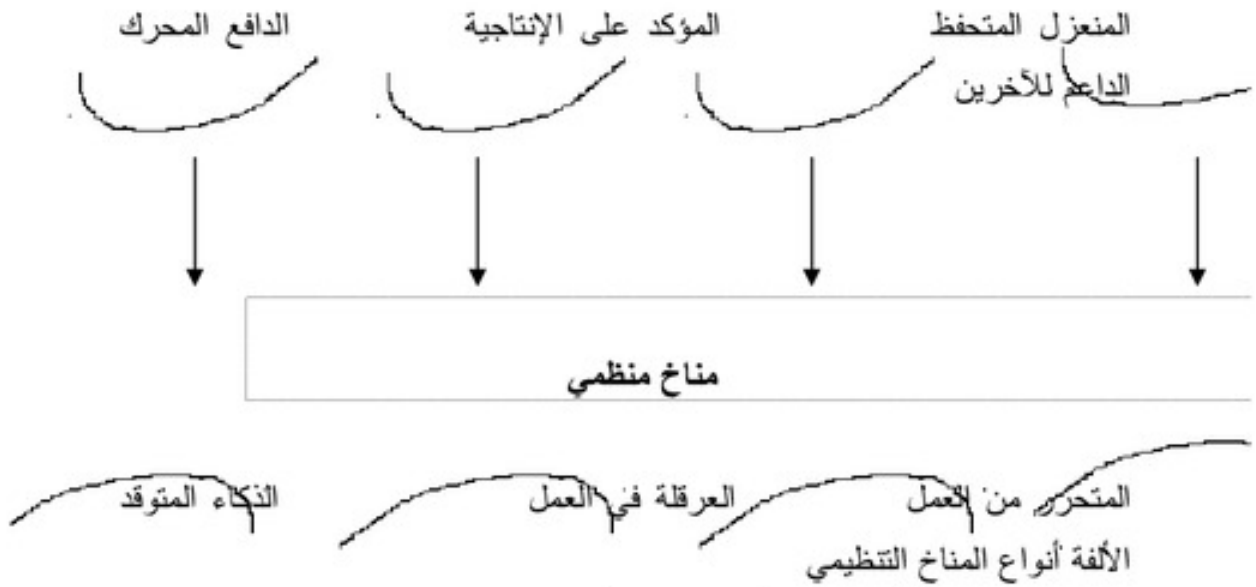 المنعزل المتحفظ المؤكد على الإنتاجية الدافع المحرك
الداعم للآخرين
مناخ منظمي
المتحرر من العمل العرقلة في العمل الذكاء المتوقد
الألفة أنواع المناخ التنظيمي